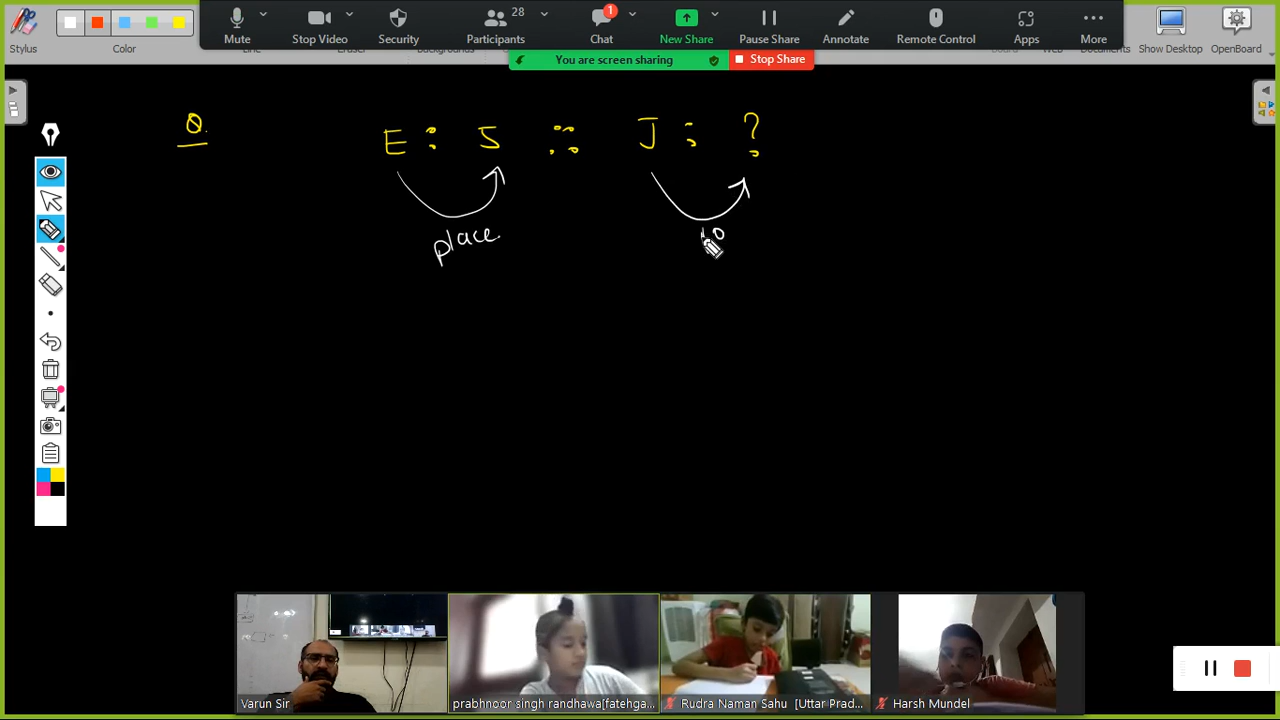 Mute
Stop Video
Security
28
Participants
1
Chat
New Share
Pause Share
Annotate
Remote Control
Apps
More
Stylus
Color
Show Desktop
OpenBoard
You are screen sharing
Stop Share
Q.
E : 5 :: J : ?
place
10
Varun Sir
prabhnoor singh randhawa[fatehga...
Rudra Naman Sahu [Uttar Prad...
Harsh Mundel